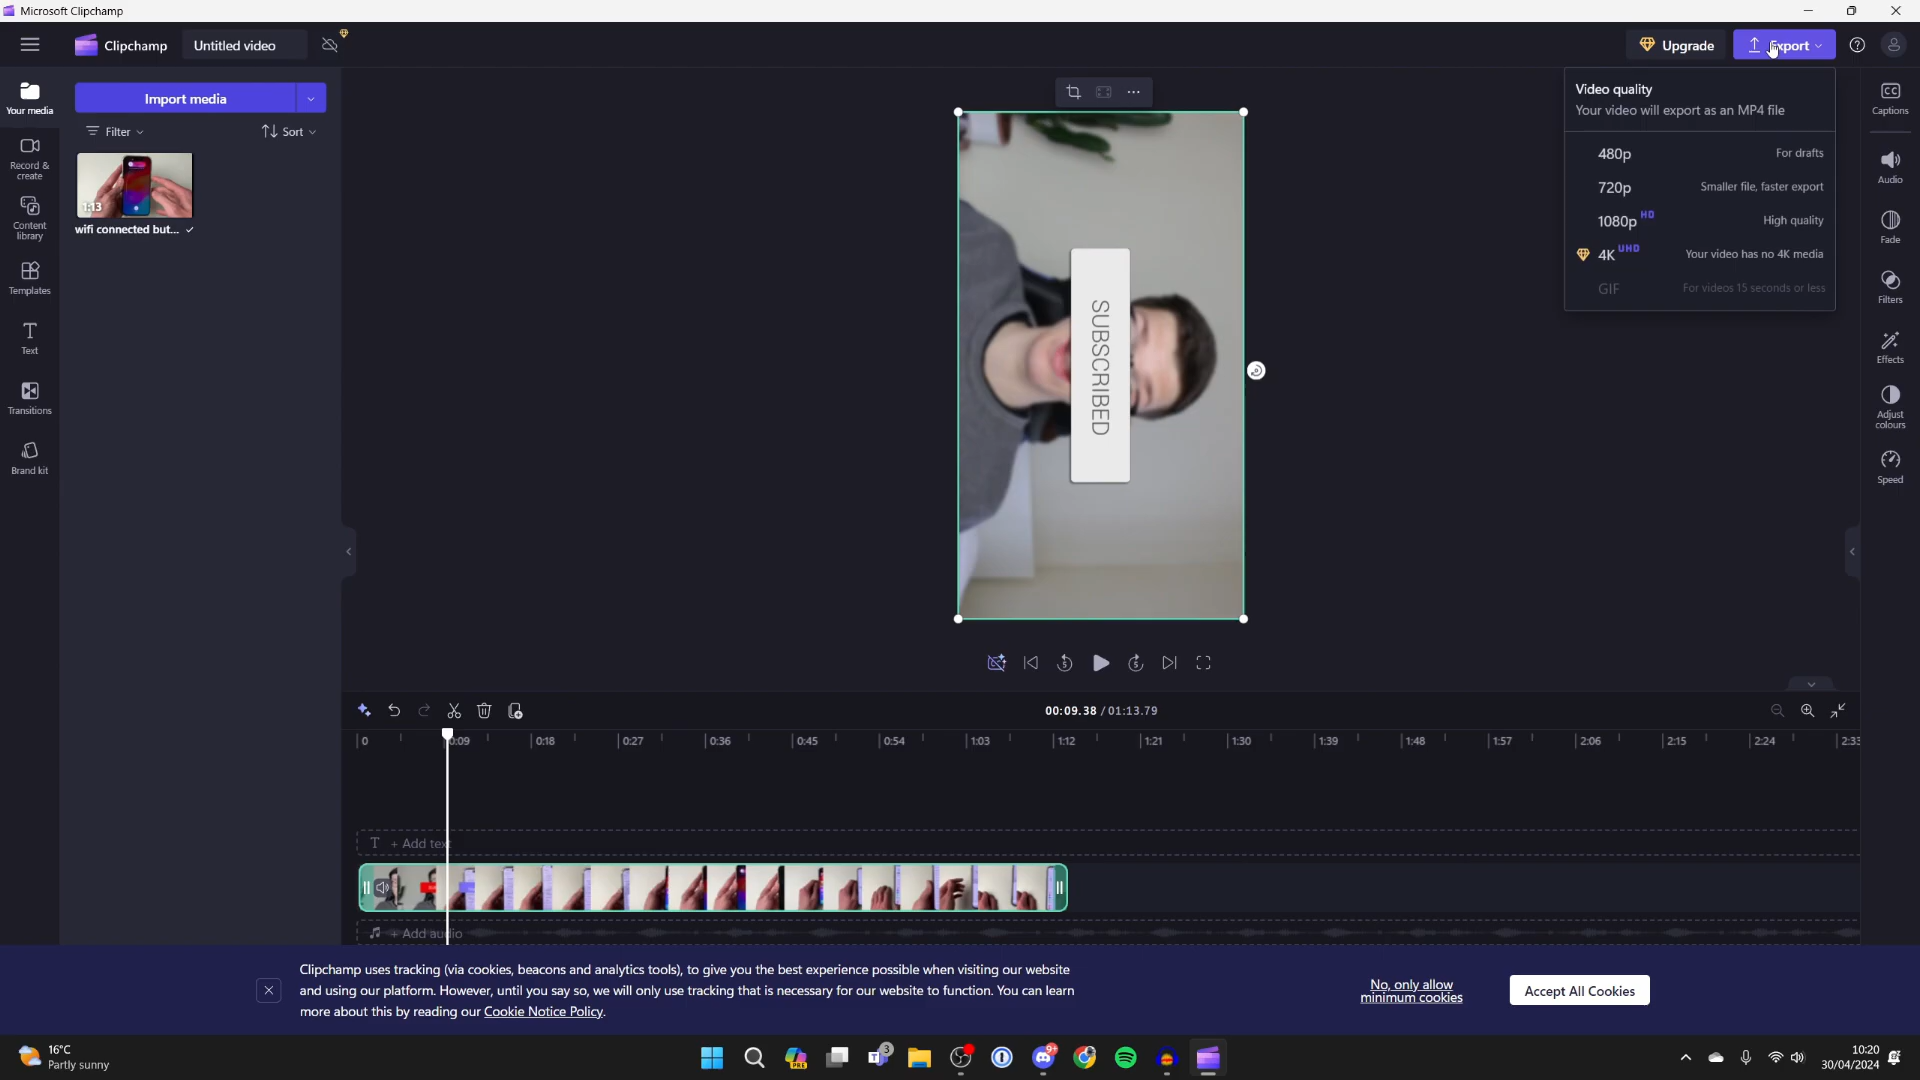 Microsoft Clipchamp
Clipchamp
Untitled video
Upgrade
Export
Your media
Import media
Video quality
Your video will export as an MP4 file
Captions
Filter
Sort
Record & create
480p For drafts
720p Smaller file, faster export
1080p HD High quality
4K UHD Your video has no 4K media
GIF For videos 15 seconds or less
1:13
wifi connected but...
Audio
Content library
Fade
Templates
Filters
Text
SUBSCRIBED
Effects
Transitions
Adjust colours
Brand kit
Speed
5
5
00:09.38 / 01:13.79
0 0:09 0:18 0:27 0:36 0:45 0:54 1:03 1:12 1:21 1:30 1:39 1:48 1:57 2:06 2:15 2:24 2:33
T + Add text
+ Add audio
Clipchamp uses tracking (via cookies, beacons and analytics tools), to give you the best experience possible when visiting our website
and using our platform. However, until you say so, we will only use tracking that is necessary for our website to function. You can learn
more about this by reading our Cookie Notice Policy.
No, only allow
minimum cookies
Accept All Cookies
16°C
Partly sunny
PRE
3
9+
10:20
30/04/2024